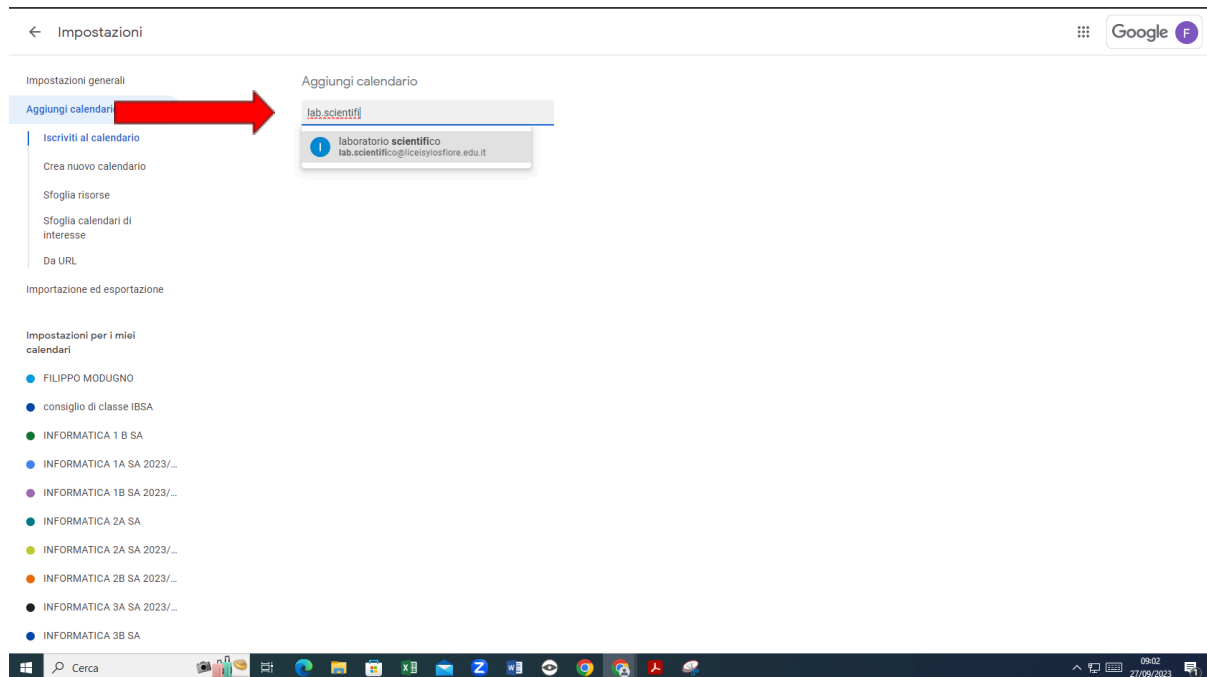 Impostazioni
Google F
Impostazioni generali
Aggiungi calendari
Iscriviti al calendario
Crea nuovo calendario
Sfoglia risorse
Sfoglia calendari di
interesse
Da URL
Importazione ed esportazione
Impostazioni per i miei
calendari
FILIPPO MODUGNO
consiglio di classe IBSA
INFORMATICA 1 B SA
INFORMATICA 1A SA 2023/...
INFORMATICA 1B SA 2023/...
INFORMATICA 2A SA
INFORMATICA 2A SA 2023/...
INFORMATICA 2B SA 2023/...
INFORMATICA 3A SA 2023/...
INFORMATICA 3B SA
Aggiungi calendario
lab.scientifi
l
laboratorio scientifico
lab.scientifico@liceisylosfiore.edu.it
Cerca
09:02
27/09/2023